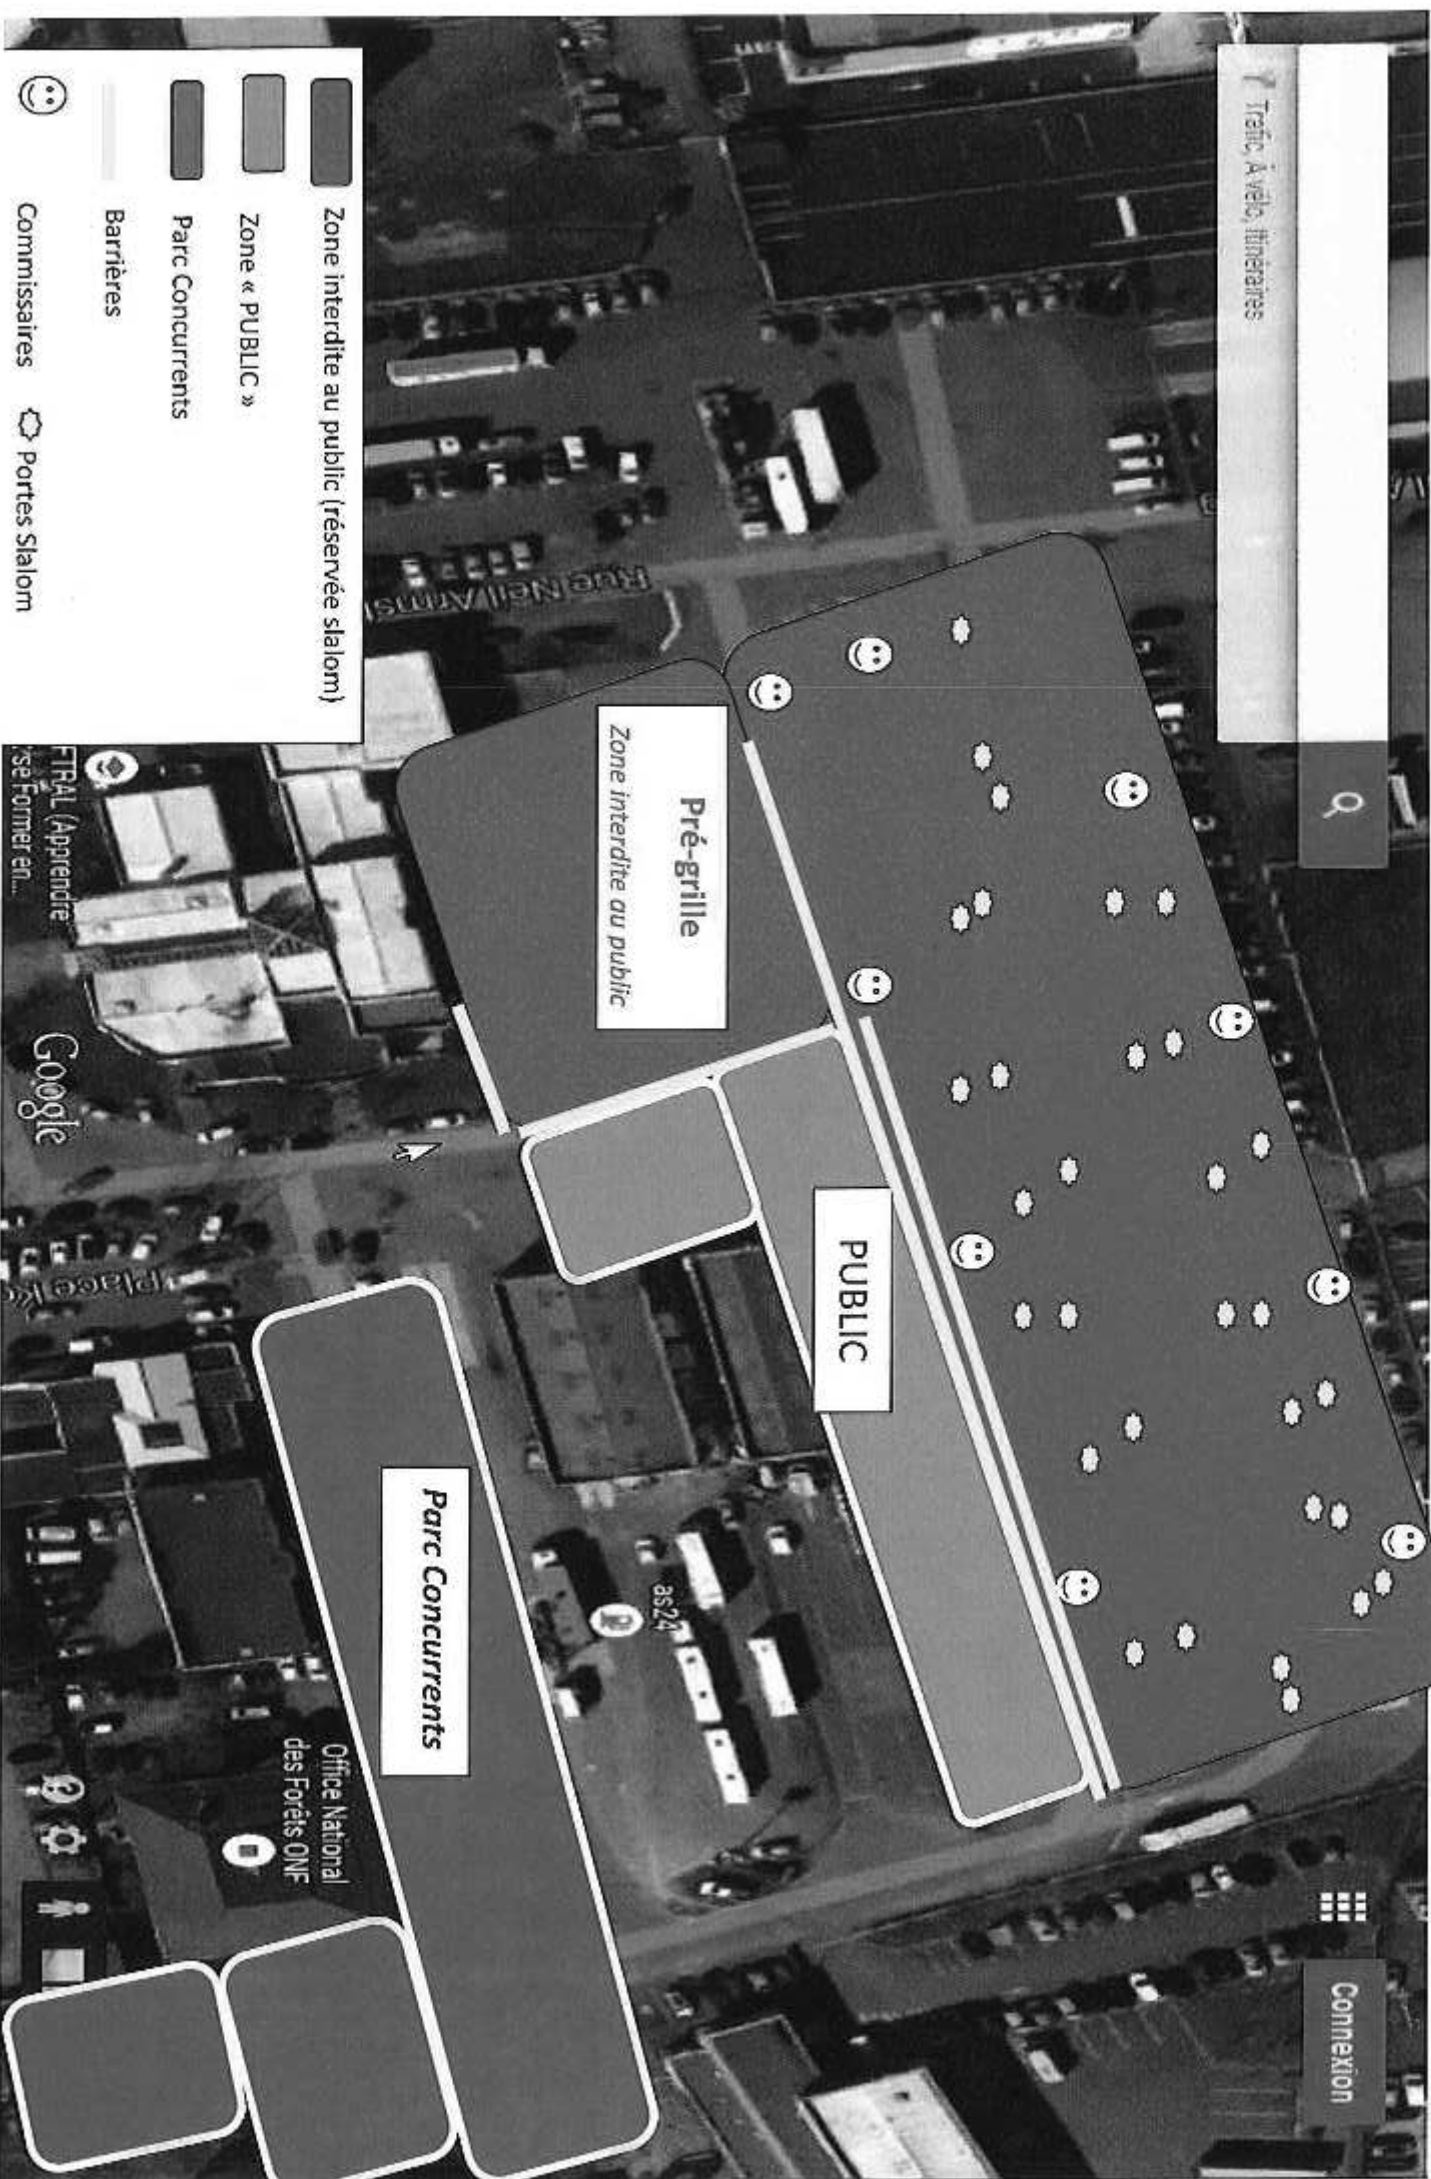 Trafic, À vélo, Itinéraires
Connexion
Rue Neil Armst
Pré-grille
Zone interdite au public
PUBLIC
Parc Concurrents
as24
Office National
des Forêts ONF
Place K
FTRAL (Apprendre
se Former en...
Google
Zone interdite au public (réservée slalom)
Zone « PUBLIC »
Parc Concurrents
Barrières
Commissaires
Portes Slalom